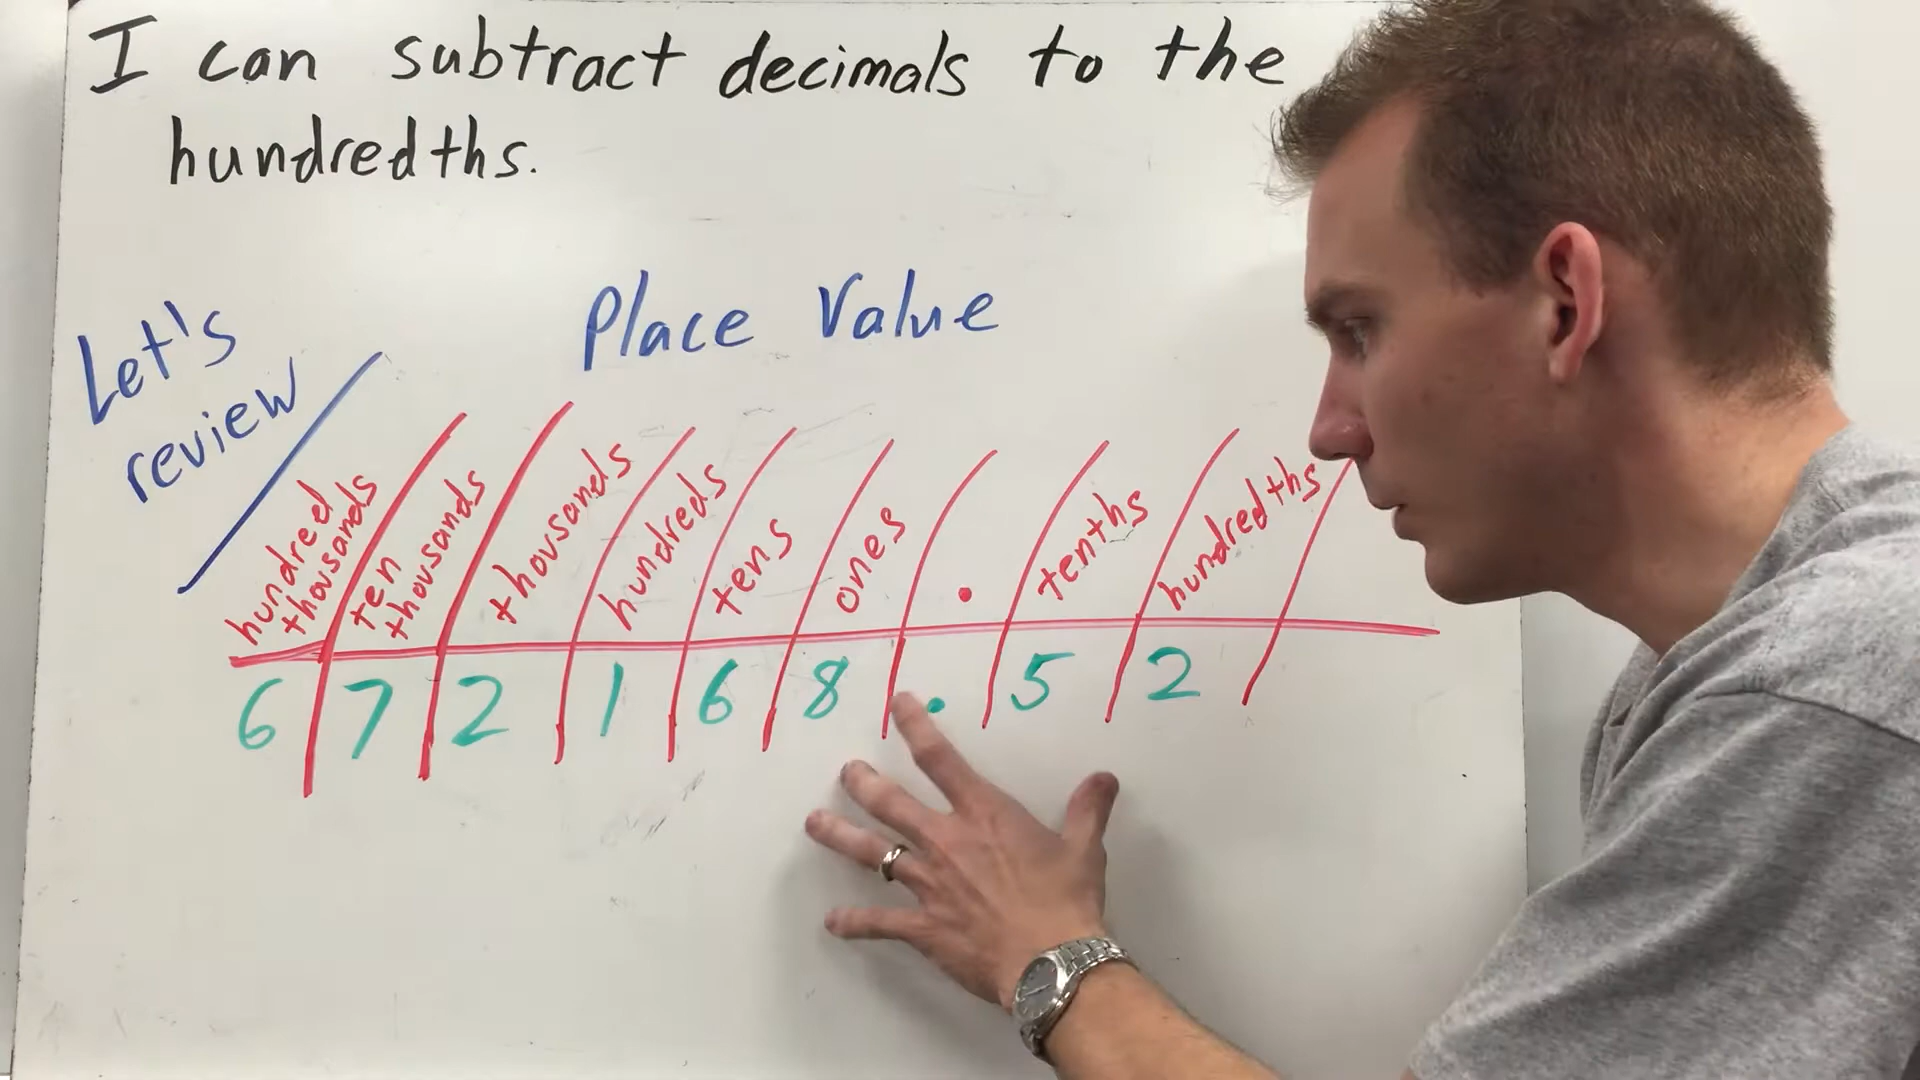 I can subtract decimals to the
hundredths.
Let's
review
Place Value
hundred
thousands
ten
thousands
thousands
hundreds
tens
ones
.
tenths
hundredths
6 7 2 1 6 8 . 5 2